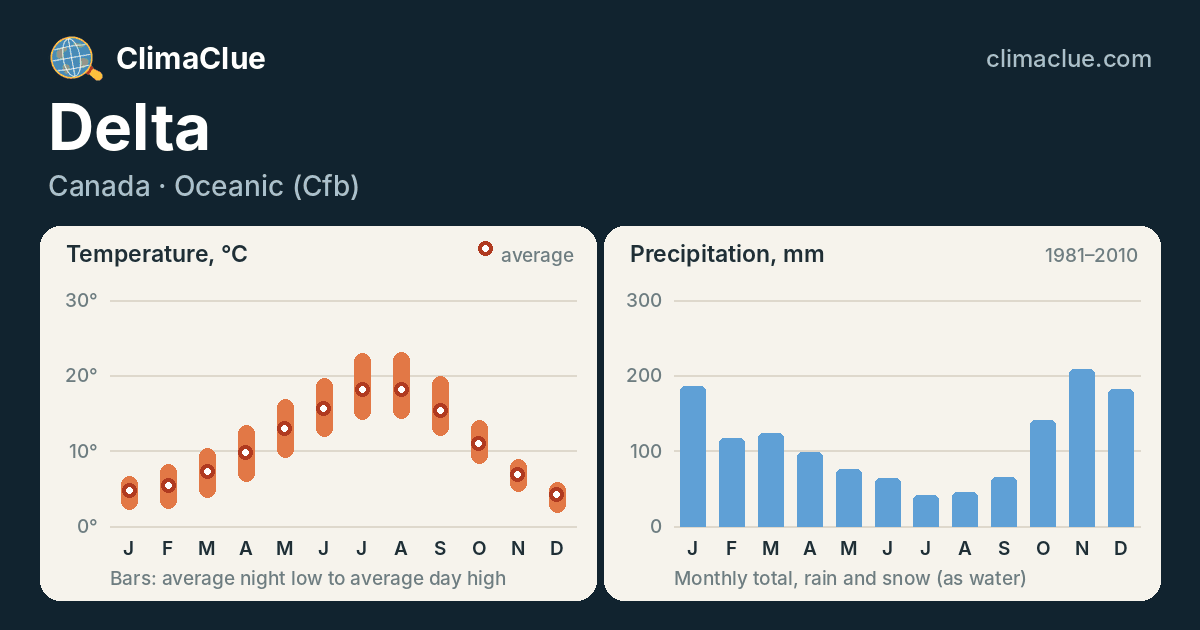 ClimaClue
climaclue.com
Delta
Canada · Oceanic (Cfb)
Temperature, °C
average
30°
20°
10°
0°
J F M A M J J A S O N D
Bars: average night low to average day high
Precipitation, mm
1981–2010
300
200
100
0
J F M A M J J A S O N D
Monthly total, rain and snow (as water)